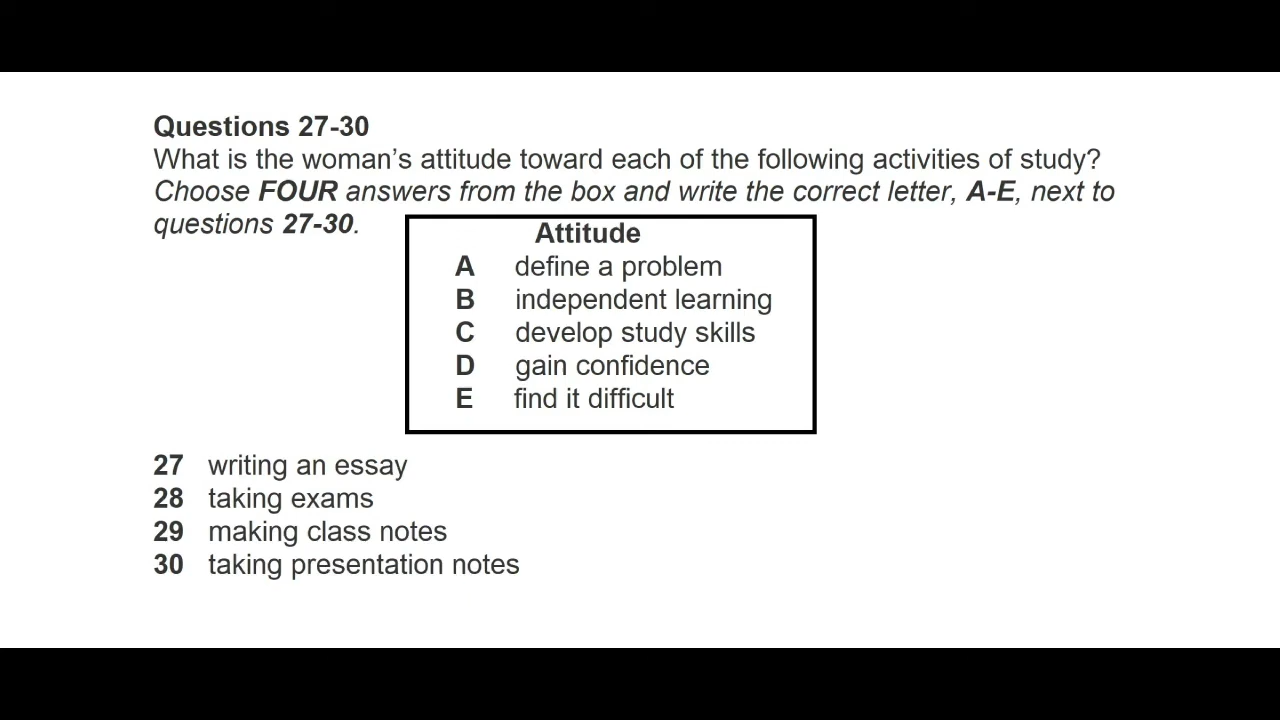 Questions 27-30
What is the woman's attitude toward each of the following activities of study?
Choose FOUR answers from the box and write the correct letter, A-E, next to
questions 27-30.
Attitude
A define a problem
B independent learning
C develop study skills
D gain confidence
E find it difficult
27 writing an essay
28 taking exams
29 making class notes
30 taking presentation notes